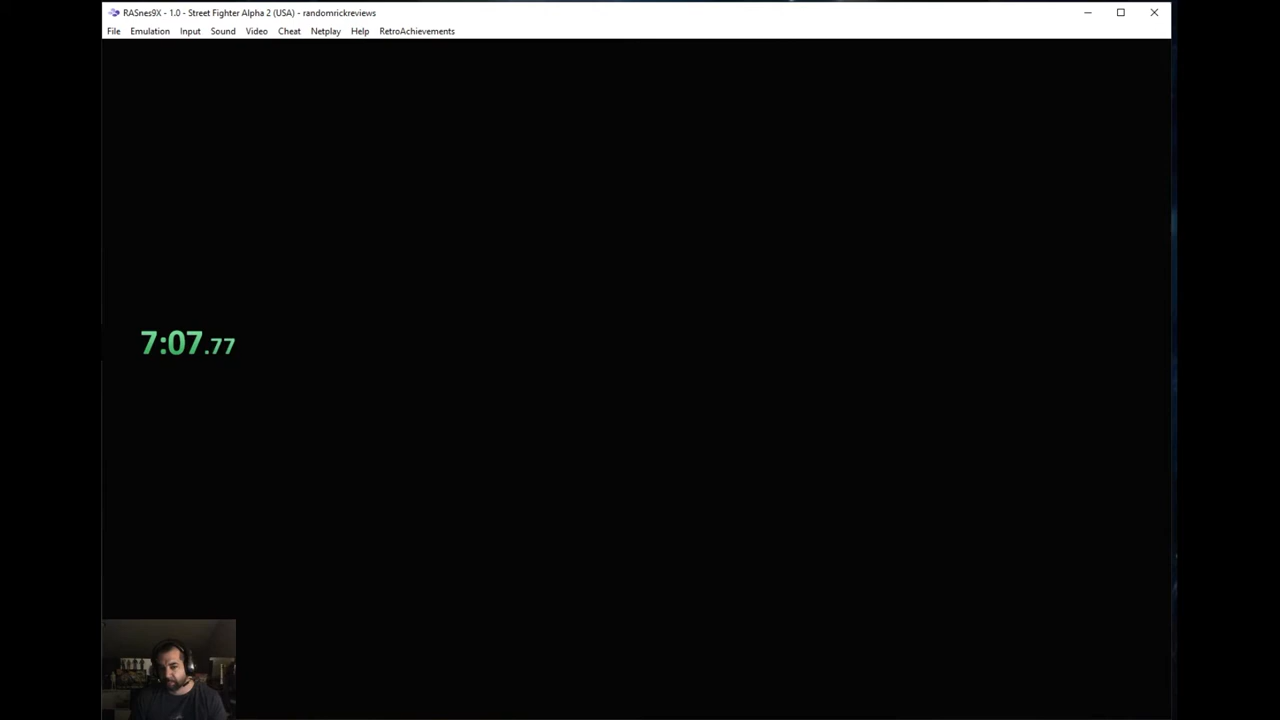 RASnes9X - 1.0 - Street Fighter Alpha 2 (USA) - randomrickreviews
File Emulation Input Sound Video Cheat Netplay Help RetroAchievements
7:07.77